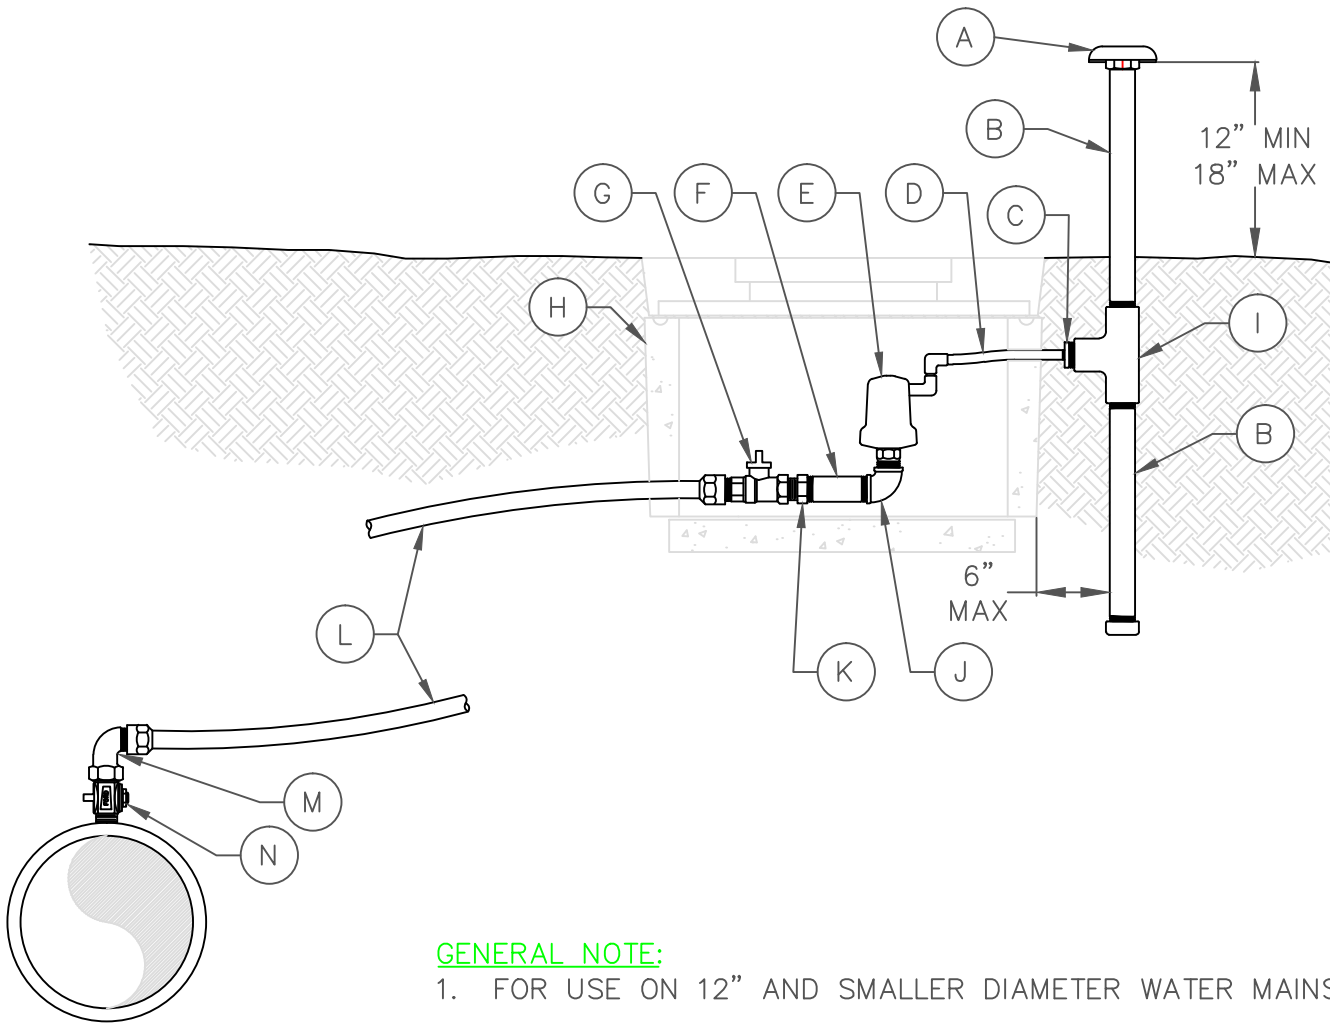 A
B
12” MIN
18” MAX
G
F
E
D
C
H
I
B
6”
MAX
L
K
J
M
N
GENERAL NOTE:
1. FOR USE ON 12” AND SMALLER DIAMETER WATER MAINS